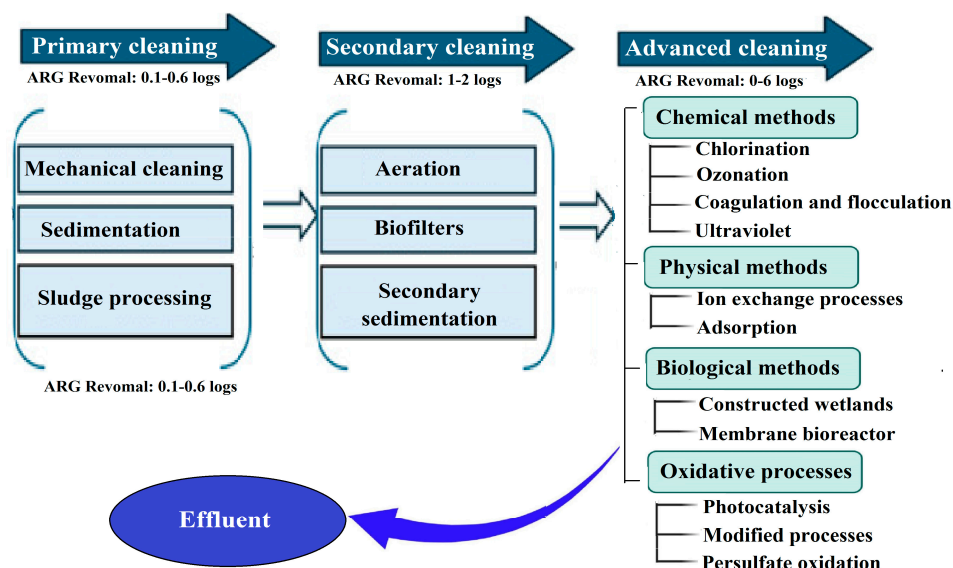 Primary cleaning
ARG Revomal: 0.1-0.6 logs
Mechanical cleaning
Sedimentation
Sludge processing
ARG Revomal: 0.1-0.6 logs
Secondary cleaning
ARG Revomal: 1-2 logs
Aeration
Biofilters
Secondary
sedimentation
Advanced cleaning
ARG Revomal: 0-6 logs
Chemical methods
Chlorination
Ozonation
Coagulation and flocculation
Ultraviolet
Physical methods
Ion exchange processes
Adsorption
Biological methods
Constructed wetlands
Membrane bioreactor
Oxidative processes
Photocatalysis
Modified processes
Persulfate oxidation
Effluent